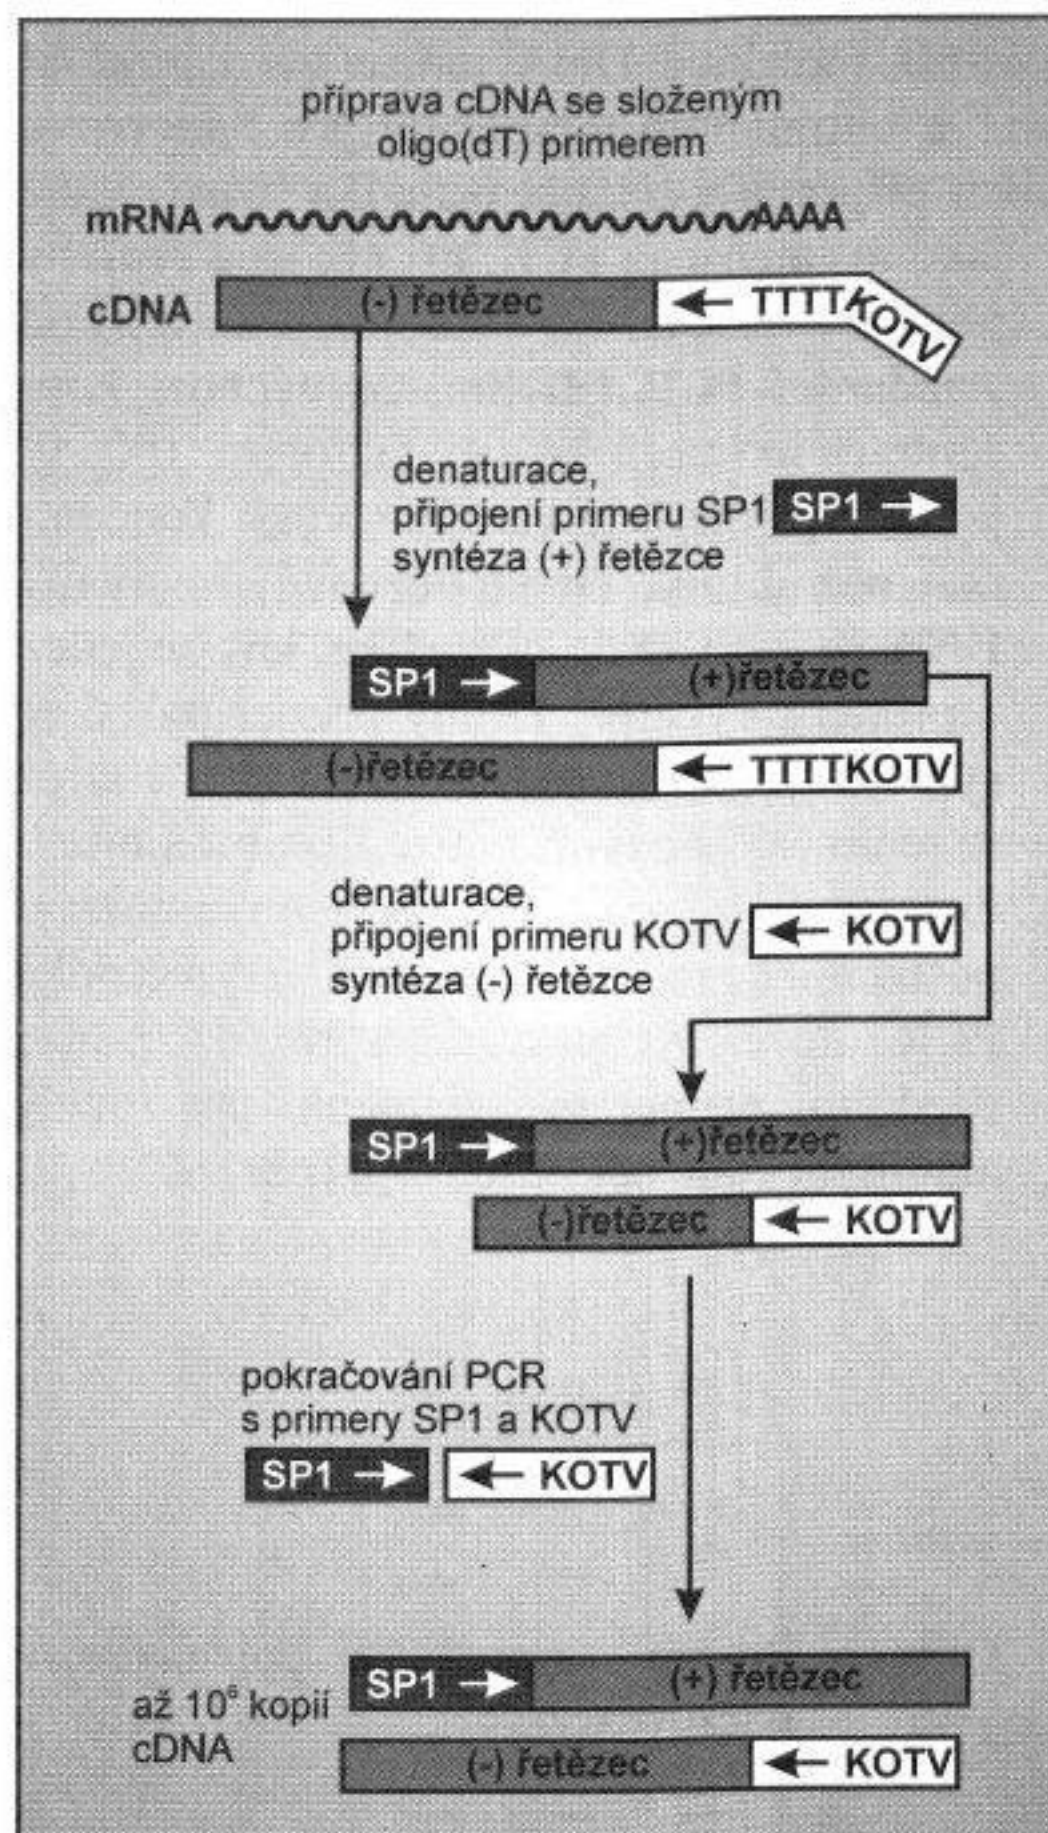 příprava cDNA se složeným
oligo(dT) primerem
mRNA AAAA
cDNA (-) řetězec TTTTKOTV
denaturace,
připojení primeru SP1 SP1
syntéza (+) řetězce
SP1 (+)řetězec
(-)řetězec TTTTKOTV
denaturace,
připojení primeru KOTV KOTV
syntéza (-) řetězce
SP1 (+)řetězec
(-)řetězec KOTV
pokračování PCR
s primery SP1 a KOTV
SP1 KOTV
SP1 (+) řetězec
až 10⁶ kopií
cDNA
(-) řetězec KOTV